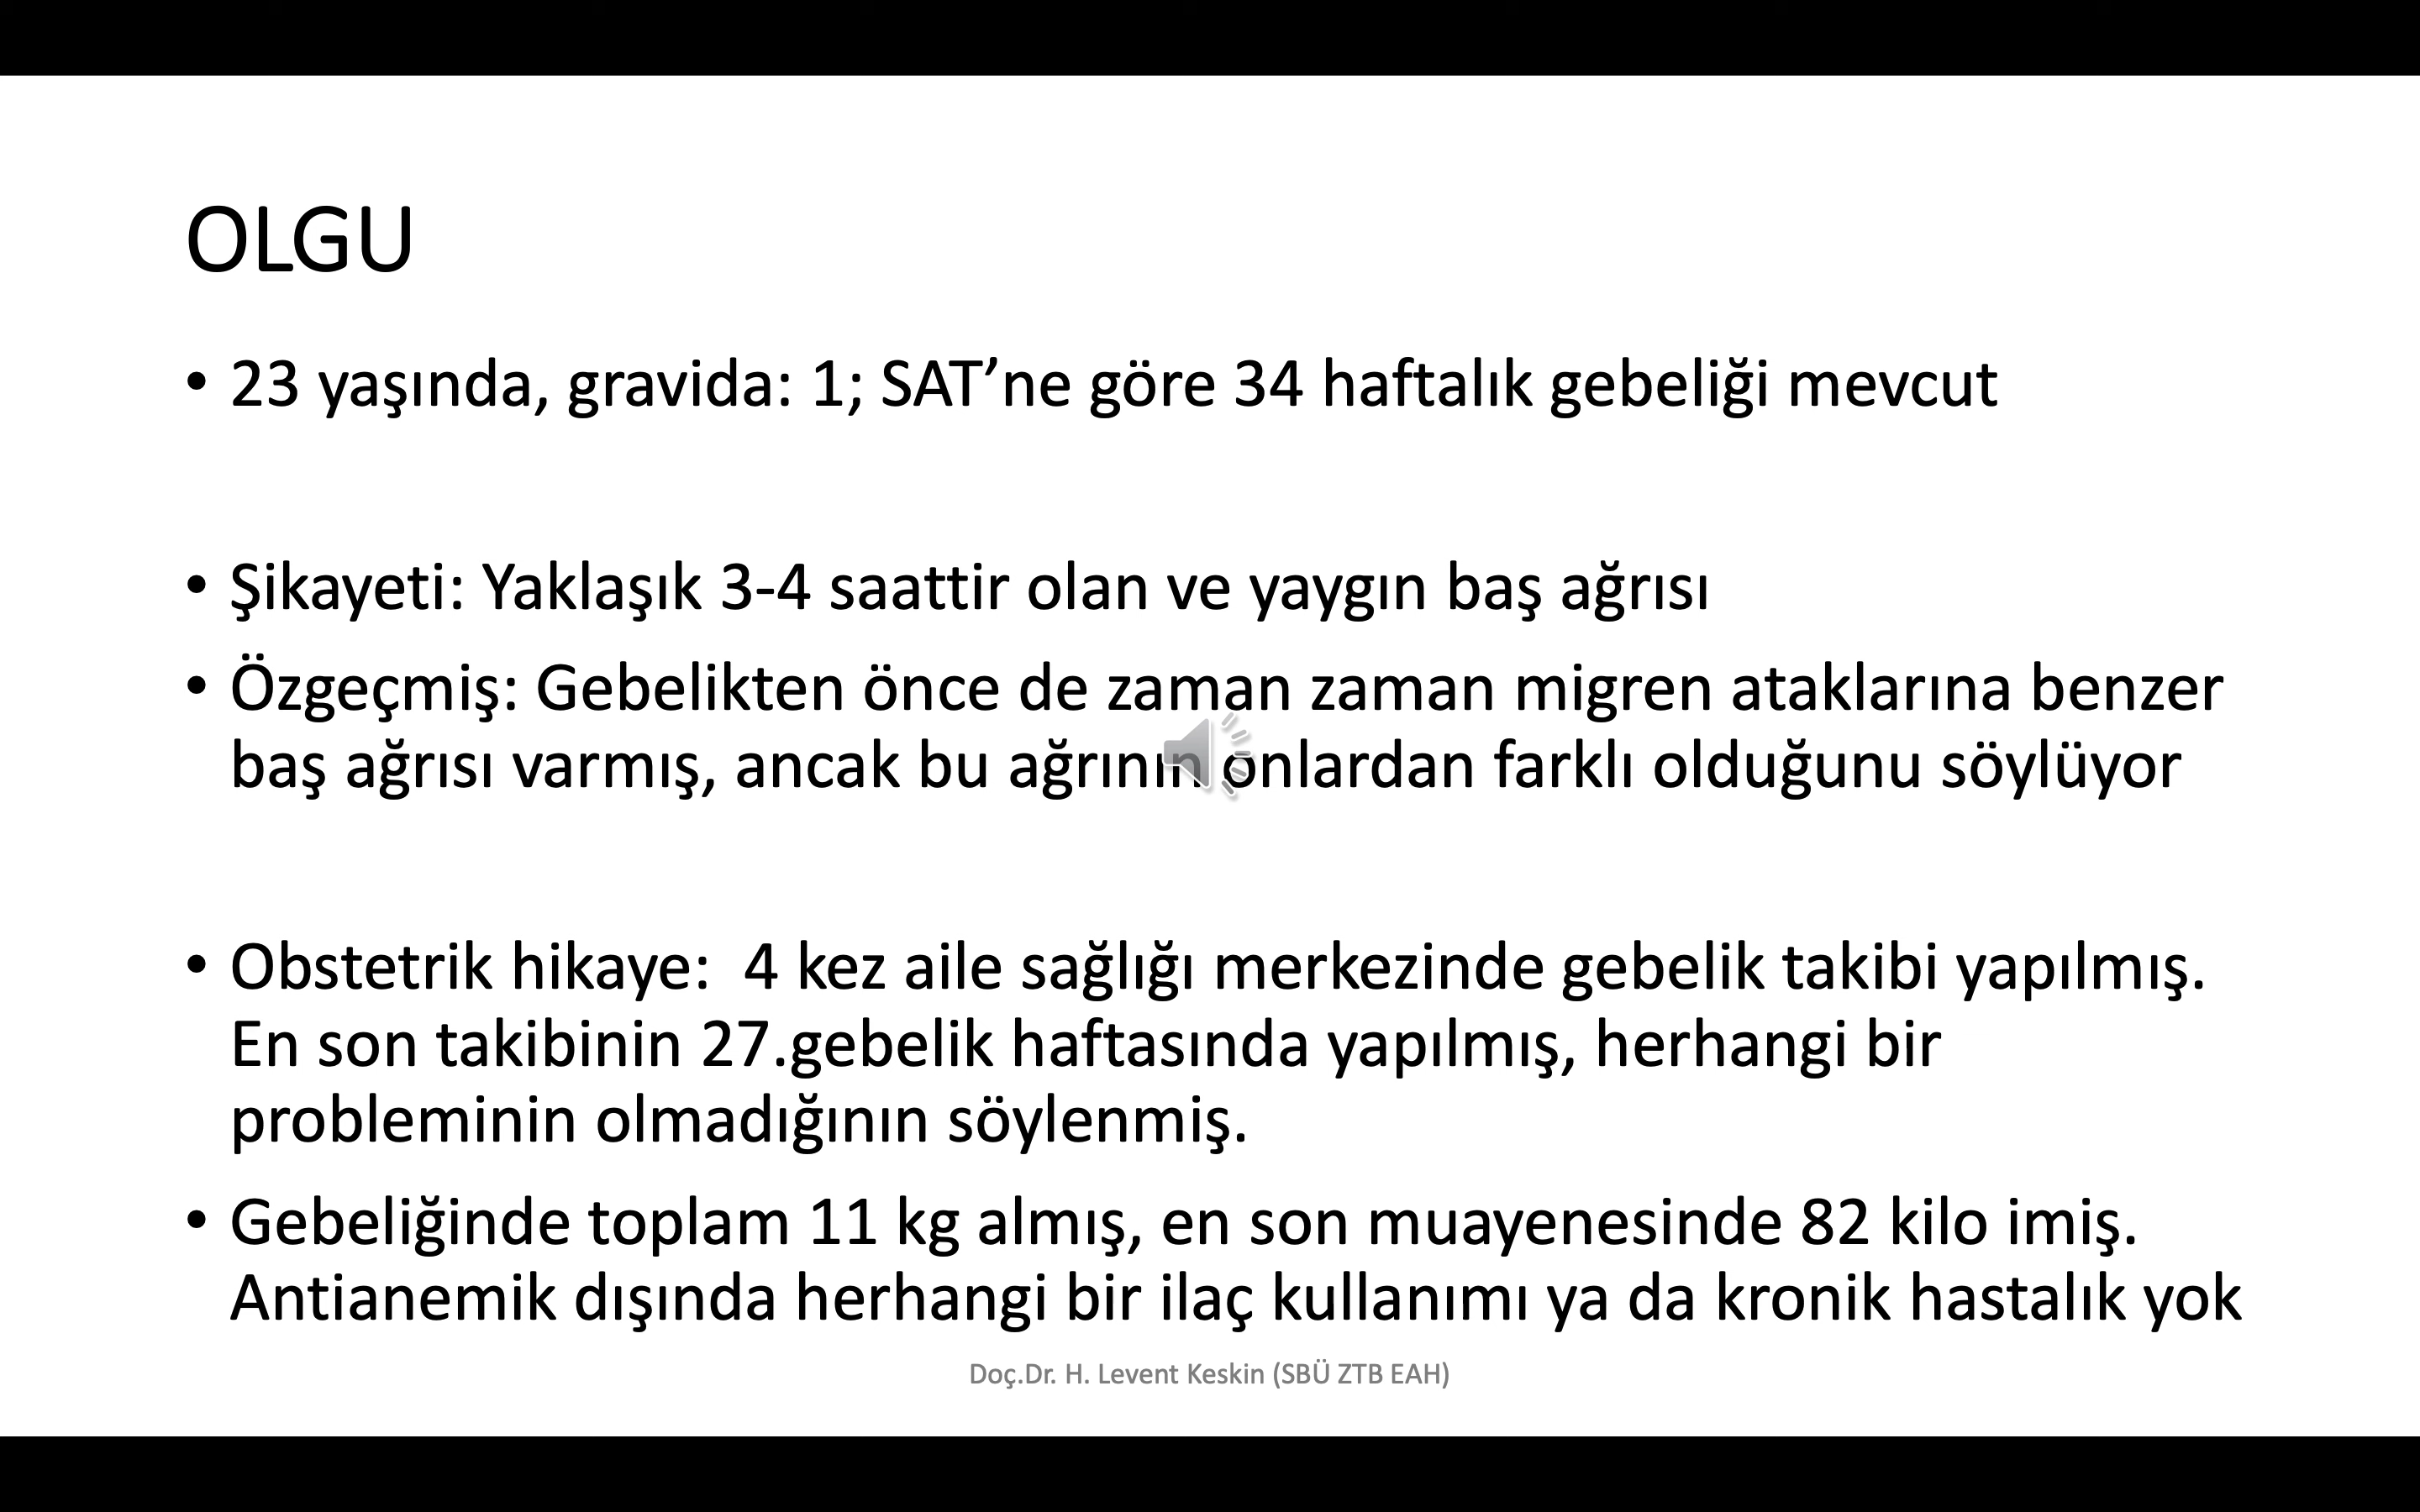 OLGU
• 23 yaşında, gravida: 1; SAT’ne göre 34 haftalık gebeliği mevcut
• Şikayeti: Yaklaşık 3-4 saattir olan ve yaygın baş ağrısı
• Özgeçmiş: Gebelikten önce de zaman zaman migren ataklarına benzer
baş ağrısı varmış, ancak bu ağrının onlardan farklı olduğunu söylüyor
• Obstetrik hikaye:  4 kez aile sağlığı merkezinde gebelik takibi yapılmış.
En son takibinin 27.gebelik haftasında yapılmış, herhangi bir
probleminin olmadığının söylenmiş.
• Gebeliğinde toplam 11 kg almış, en son muayenesinde 82 kilo imiş.
Antianemik dışında herhangi bir ilaç kullanımı ya da kronik hastalık yok
Doç.Dr. H. Levent Keskin (SBÜ ZTB EAH)